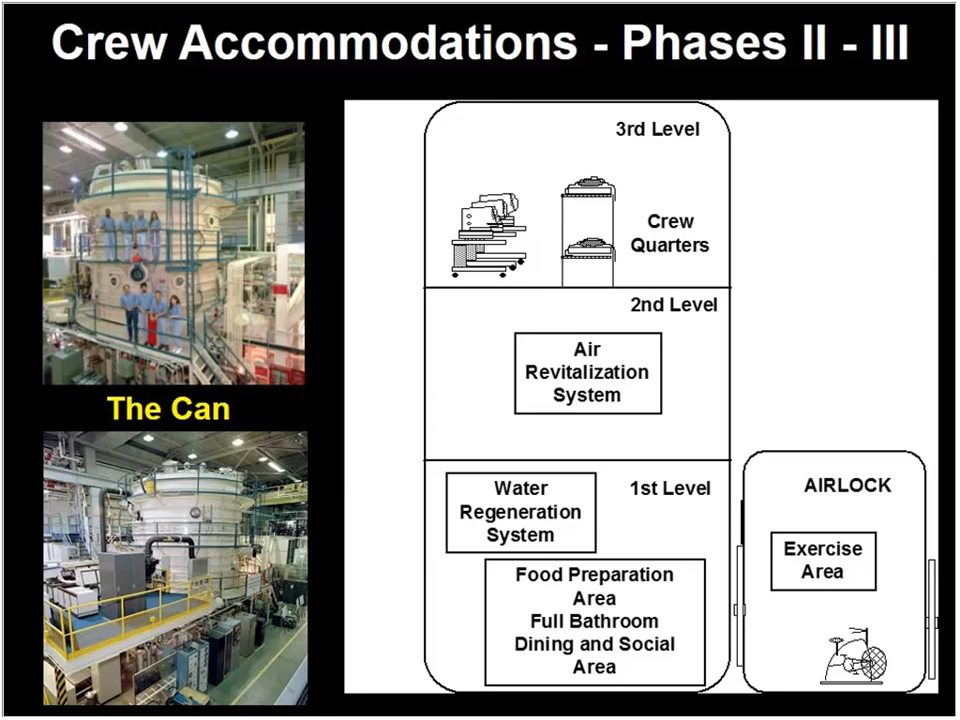 Crew Accommodations - Phases II - III
The Can
3rd Level
Crew
Quarters
2nd Level
Air
Revitalization
System
1st Level
Water
Regeneration
System
Food Preparation
Area
Full Bathroom
Dining and Social
Area
AIRLOCK
Exercise
Area